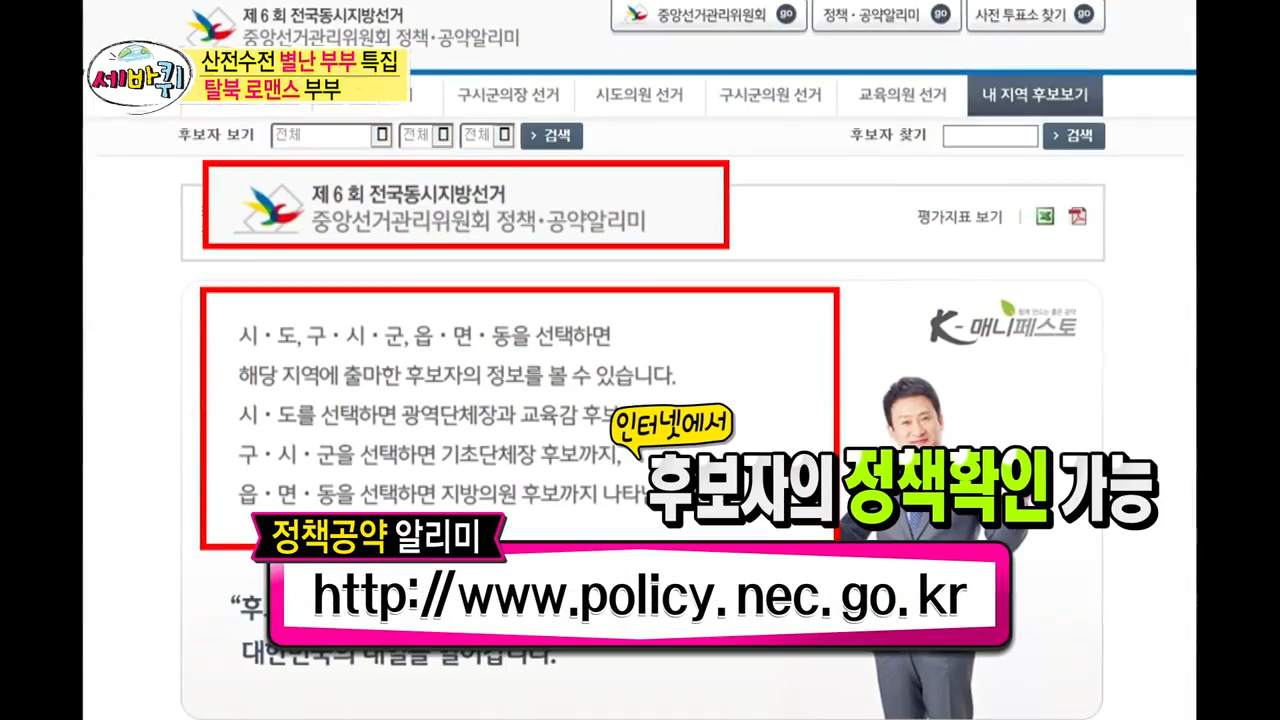 제6회 전국동시지방선거
중앙선거관리위원회 정책·공약알리미
중앙선거관리위원회 go
정책·공약알리미 go
사전 투표소 찾기 go
세바퀴
산전수전 별난 부부 특집
탈북 로맨스 부부
구시군의장 선거
시도의원 선거
구시군의원 선거
교육의원 선거
내 지역 후보보기
후보자 보기 전체 전체 전체 > 검색
후보자 찾기 > 검색
제6회 전국동시지방선거
중앙선거관리위원회 정책·공약알리미
평가지표 보기
K-매니페스토
시·도, 구·시·군, 읍·면·동을 선택하면
해당 지역에 출마한 후보자의 정보를 볼 수 있습니다.
시·도를 선택하면 광역단체장과 교육감 후보
구·시·군을 선택하면 기초단체장 후보까지,
읍·면·동을 선택하면 지방의원 후보까지
인터넷에서
후보자의 정책확인 가능
정책공약 알리미
http://www.policy.nec.go.kr